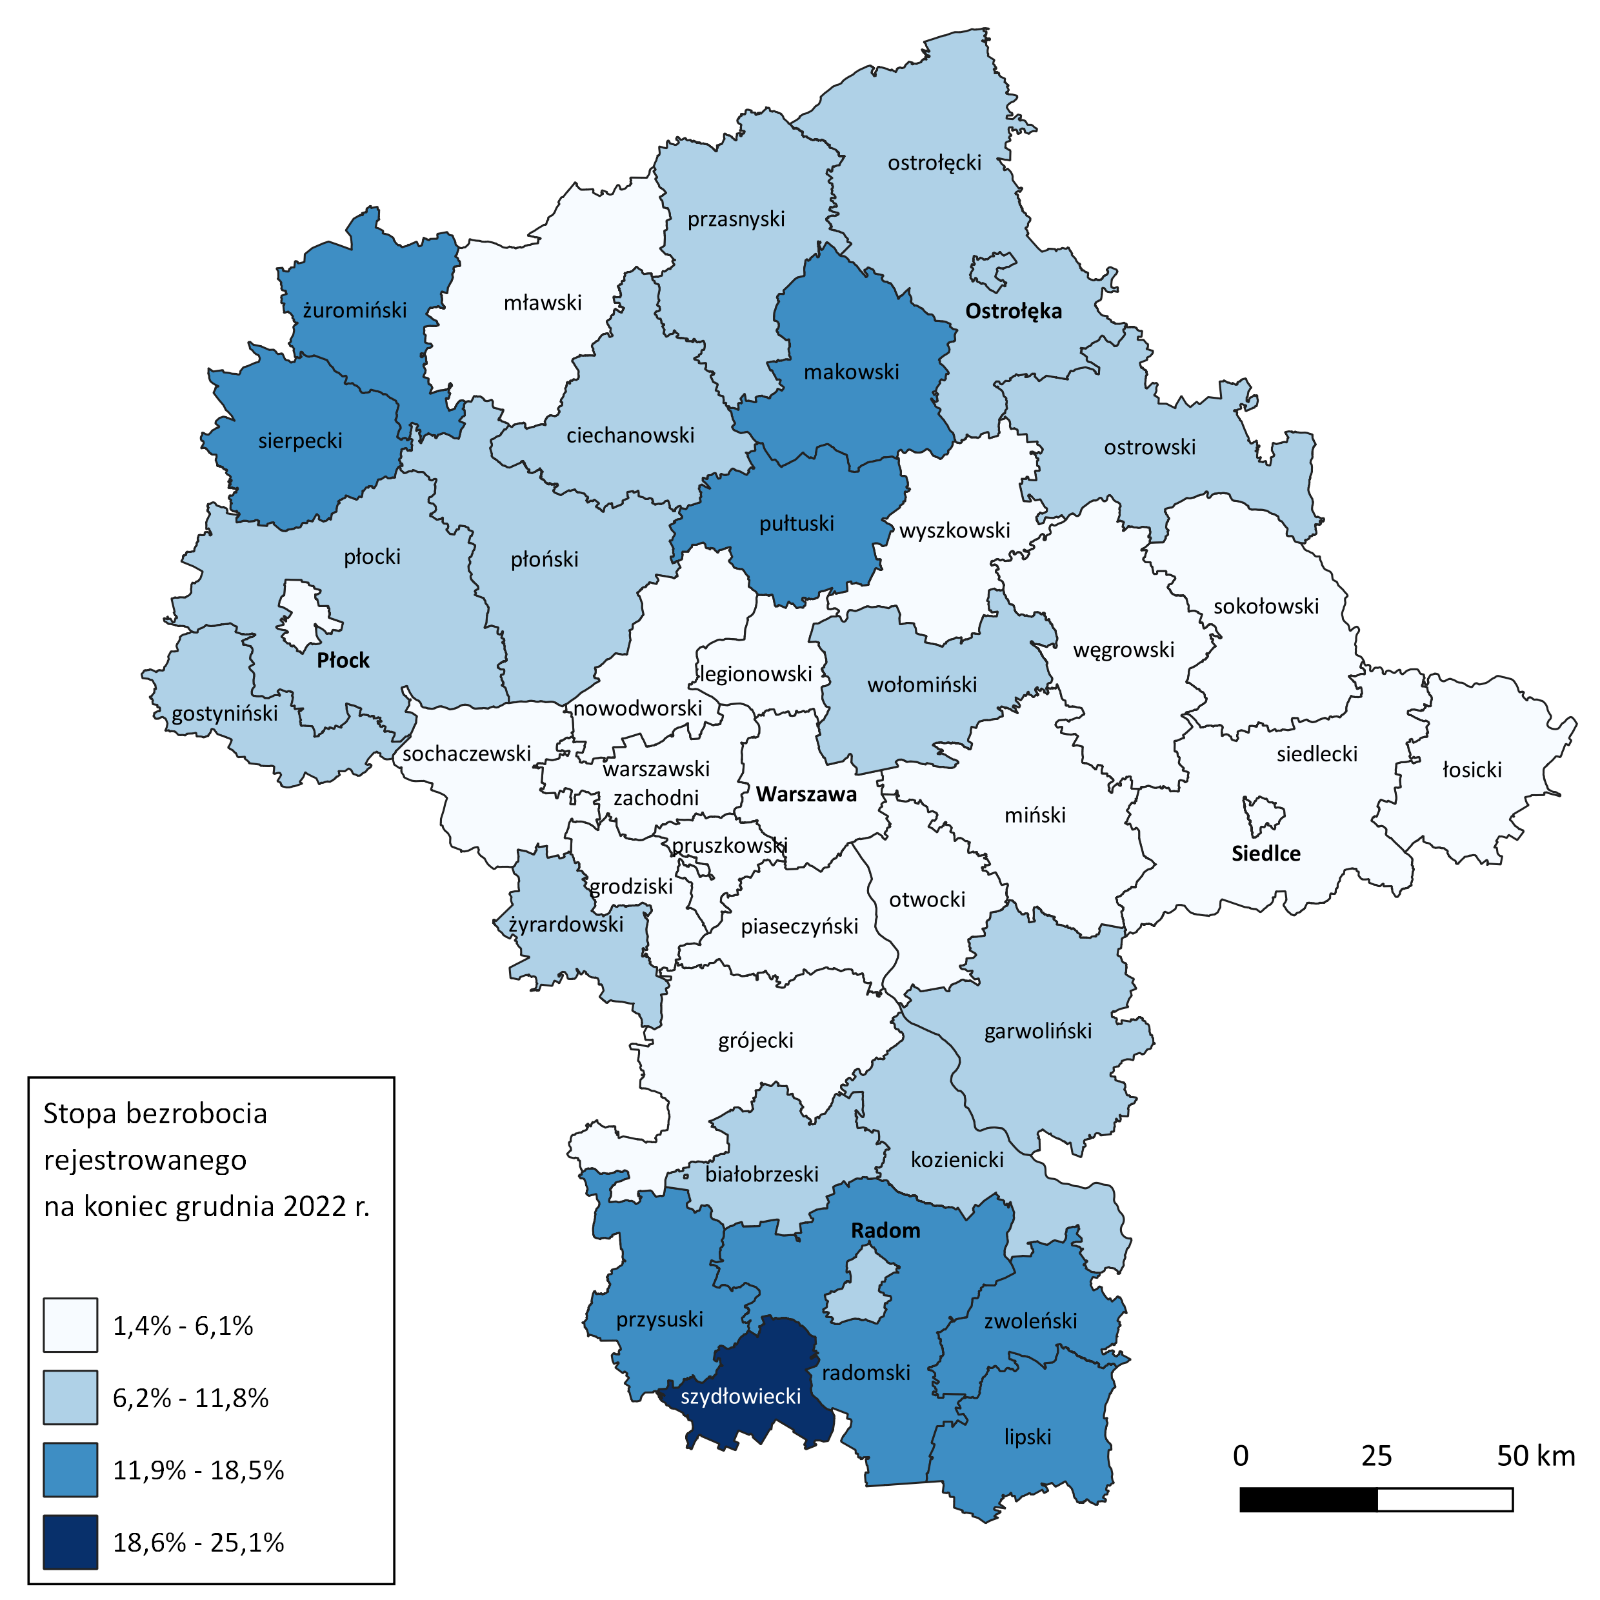 ostrołęcki
przasnyski
żuromiński
mławski
Ostrołęka
makowski
sierpecki
ciechanowski
ostrowski
pułtuski
wyszkowski
płocki
płoński
sokołowski
węgrowski
Płock
legionowski
wołomiński
gostyniński
nowodworski
sochaczewski
siedlecki
warszawski
zachodni
łosicki
Warszawa
miński
pruszkowski
Siedlce
grodziski
otwocki
żyrardowski
piaseczyński
grójecki
garwoliński
kozienicki
białobrzeski
Radom
przysuski
zwoleński
radomski
szydłowiecki
lipski
Stopa bezrobocia
rejestrowanego
na koniec grudnia 2022 r.
1,4% - 6,1%
6,2% - 11,8%
11,9% - 18,5%
18,6% - 25,1%
0 25 50 km